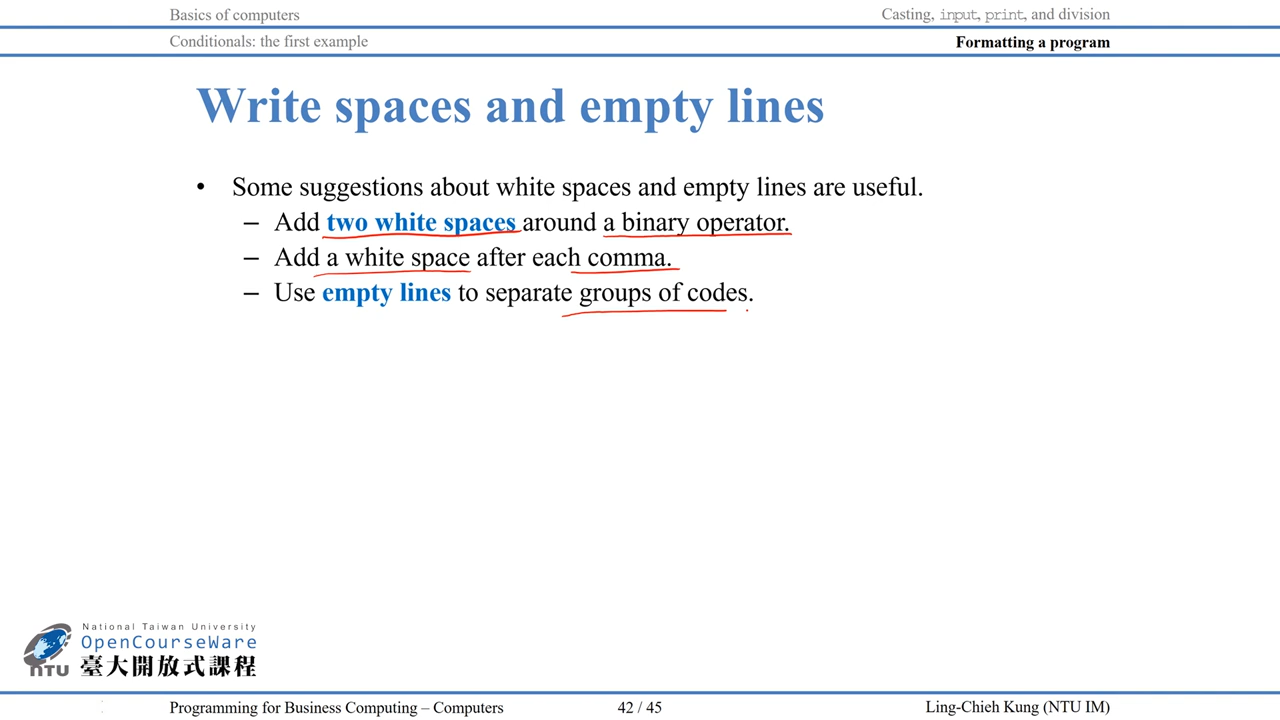 Basics of computers
Casting, input, print, and division
Conditionals: the first example
Formatting a program
Write spaces and empty lines
• Some suggestions about white spaces and empty lines are useful.
– Add two white spaces around a binary operator.
– Add a white space after each comma.
– Use empty lines to separate groups of codes.
National Taiwan University
OpenCourseWare
臺大開放式課程
NTU
Programming for Business Computing – Computers
42 / 45
Ling-Chieh Kung (NTU IM)